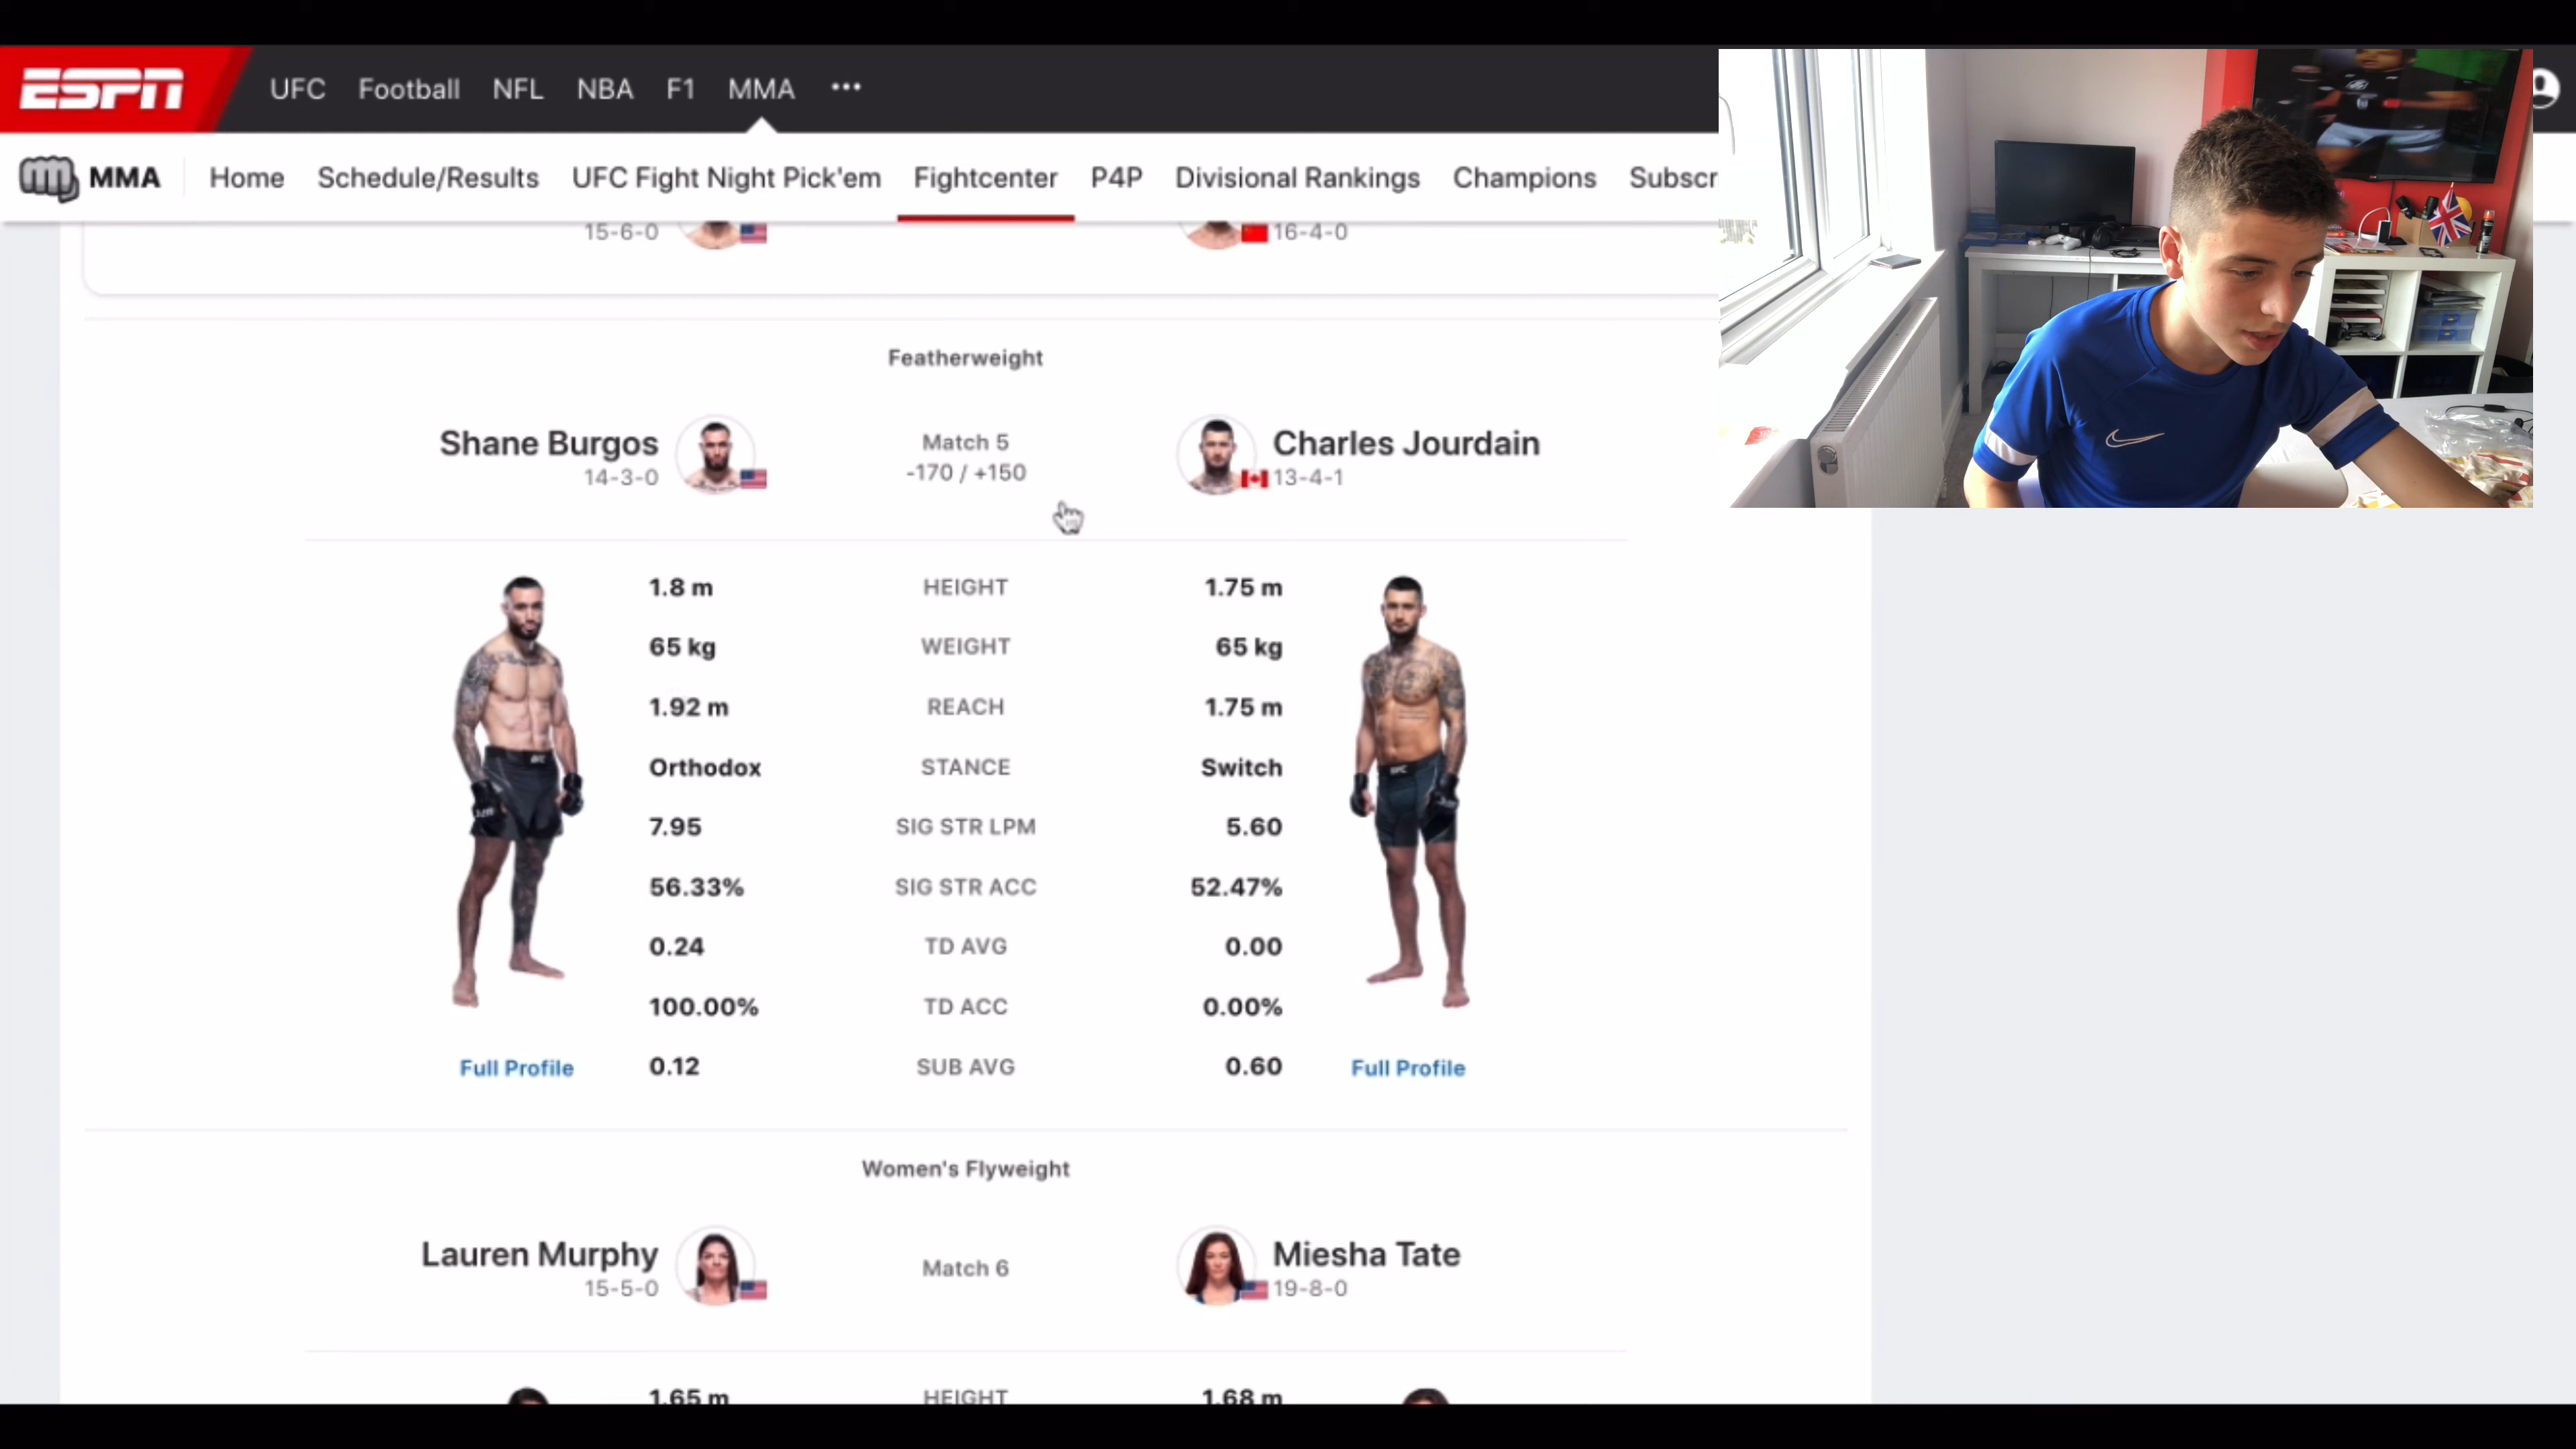 ESPN UFC Football NFL NBA F1 MMA •••
MMA Home Schedule/Results UFC Fight Night Pick'em Fightcenter P4P Divisional Rankings Champions Subscr
15-6-0 16-4-0
Featherweight
Shane Burgos Match 5 Charles Jourdain
14-3-0 -170 / +150 13-4-1
1.8 m HEIGHT 1.75 m
65 kg WEIGHT 65 kg
1.92 m REACH 1.75 m
Orthodox STANCE Switch
7.95 SIG STR LPM 5.60
56.33% SIG STR ACC 52.47%
0.24 TD AVG 0.00
100.00% TD ACC 0.00%
Full Profile 0.12 SUB AVG 0.60 Full Profile
Women's Flyweight
Lauren Murphy Match 6 Miesha Tate
15-5-0 19-8-0
1.65 m HEIGHT 1.68 m